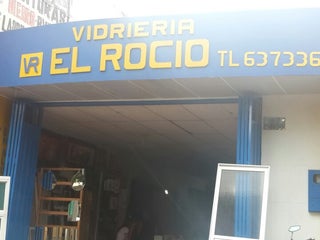 VIDRIERIA
VR EL ROCIO TL 637336